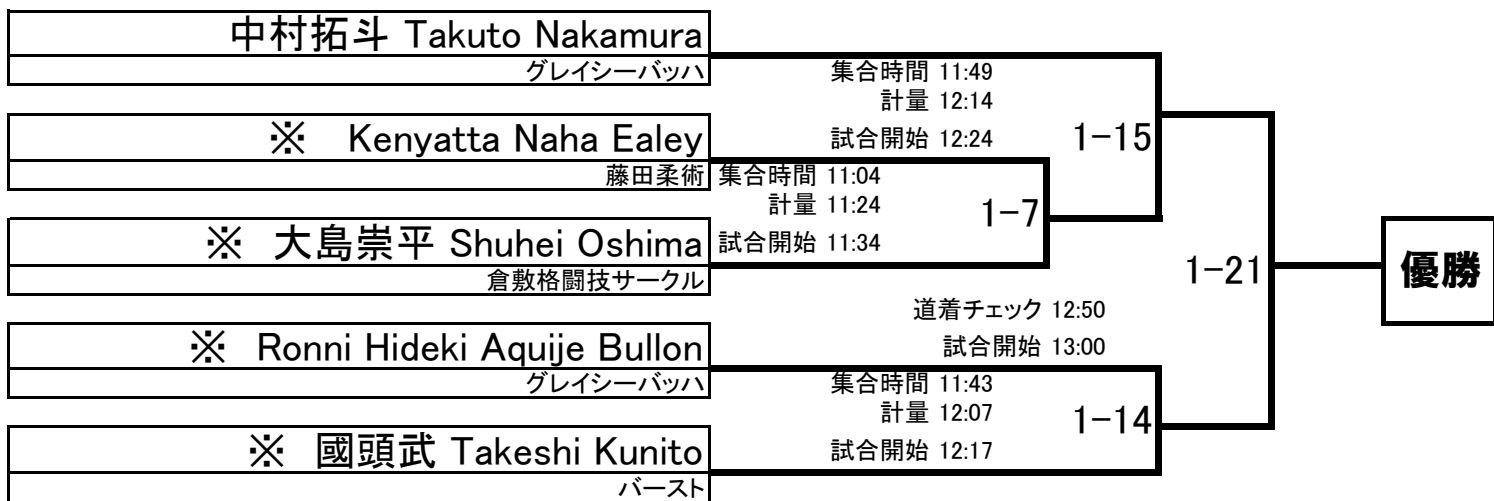 中村拓斗 Takuto Nakamura
グレイシーバッハ
集合時間 11:49
計量 12:14
試合開始 12:24
1-15
※ Kenyatta Naha Ealey
藤田柔術
集合時間 11:04
計量 11:24
試合開始 11:34
1-7
※ 大島崇平 Shuhei Oshima
倉敷格闘技サークル
1-21
優勝
道着チェック 12:50
試合開始 13:00
※ Ronni Hideki Aquije Bullon
グレイシーバッハ
集合時間 11:43
計量 12:07
試合開始 12:17
1-14
※ 國頭武 Takeshi Kunito
バースト